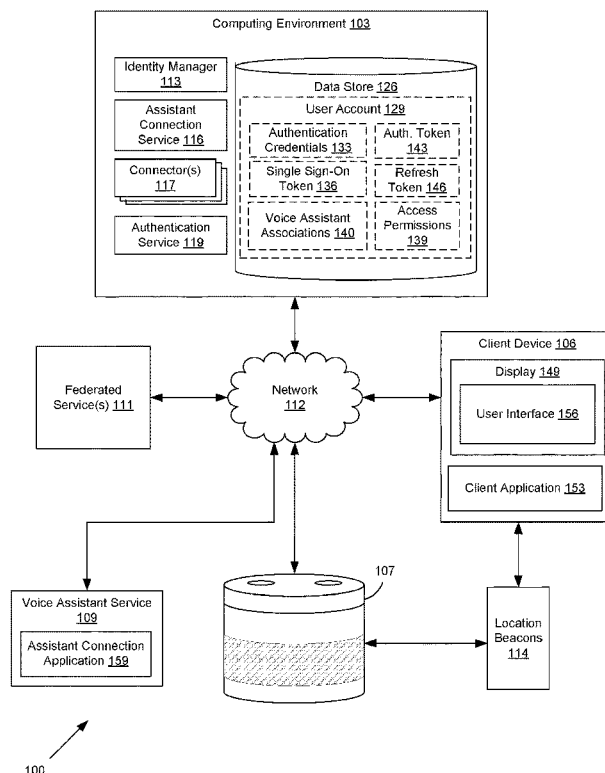 Computing Environment 103
Identity Manager
113
Assistant
Connection
Service 116
Connector(s)
117
Authentication
Service 119
Data Store 126
User Account 129
Authentication
Credentials 133
Auth. Token
143
Single Sign-On
Token 136
Refresh
Token 146
Voice Assistant
Associations
140
Access
Permissions
139
Federated
Service(s) 111
Network
112
Client Device 106
Display 149
User Interface 156
Client Application 153
Voice Assistant Service
109
Assistant Connection
Application 159
107
Location
Beacons
114
100